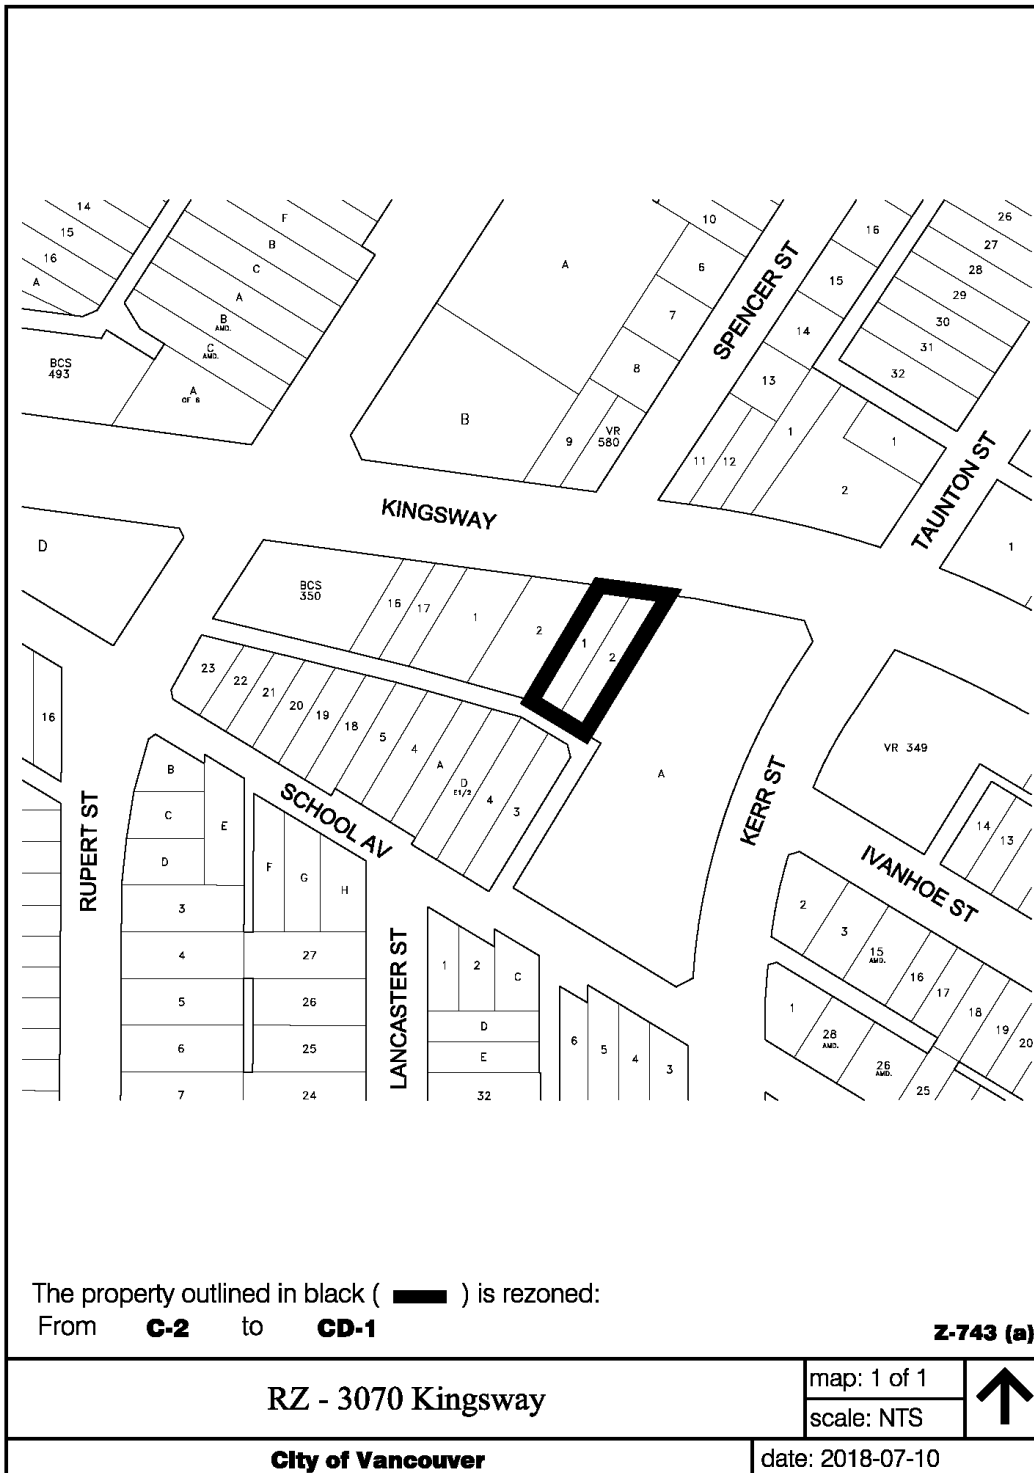 14
F
10
16
26
15
B
27
16
C
A
6
15
28
A
A
29
B
AMD.
7
14
30
C
AMD.
31
BCS
493
8
13
32
A
OF 6
B
9
VR
580
11
12
1
1
2
SPENCER ST
TAUNTON ST
KINGSWAY
D
1
BCS
350
16
17
1
2
1
2
23
22
21
20
19
18
5
4
A
D
E1/2
4
3
A
16
VR 349
B
C
E
D
RUPERT ST
SCHOOL AV
KERR ST
IVANHOE ST
14
13
F
G
H
3
4
27
5
26
6
25
7
24
LANCASTER ST
1
2
C
D
E
32
6
5
4
3
2
3
15
AMD.
16
17
18
19
20
1
28
AMD.
26
AMD.
25
The property outlined in black ( ) is rezoned:
From C-2 to CD-1
Z-743 (a)
RZ - 3070 Kingsway
map: 1 of 1
scale: NTS
City of Vancouver
date: 2018-07-10